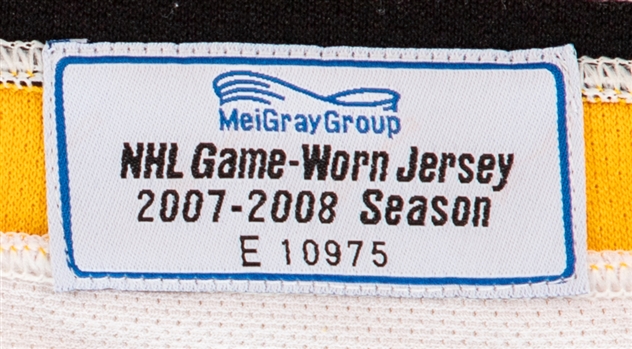 MeiGrayGroup
NHL Game-Worn Jersey
2007-2008 Season
E 10975